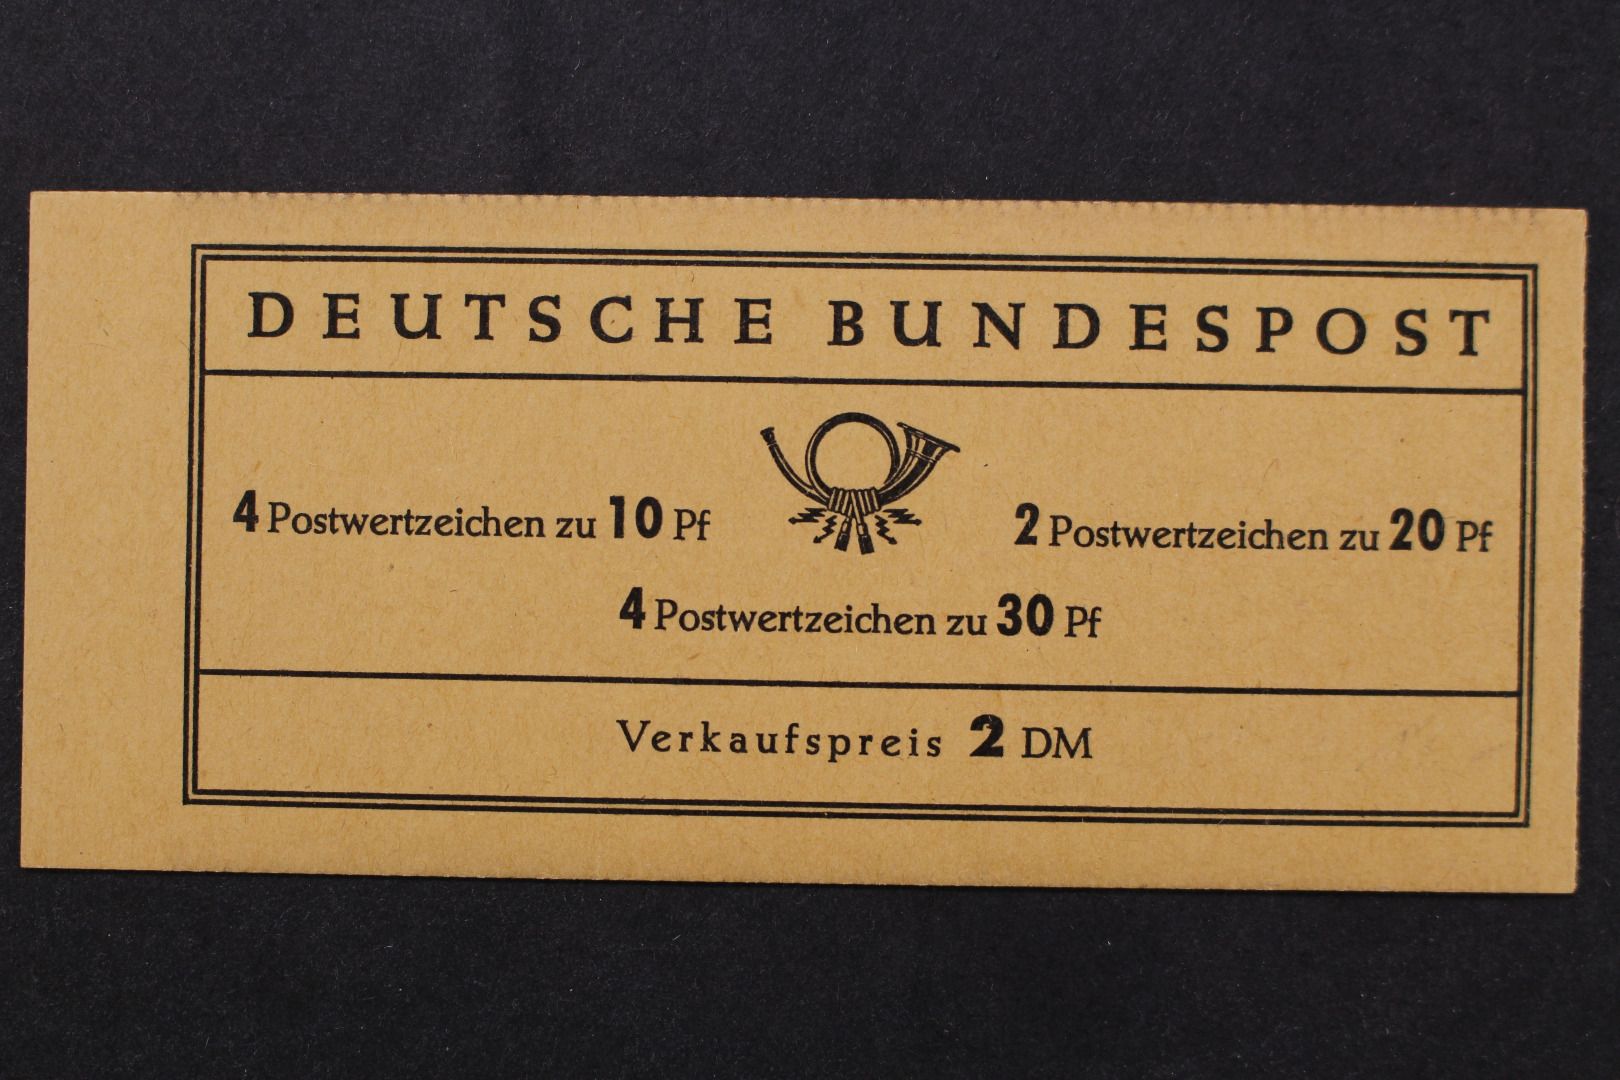 DEUTSCHE BUNDESPOST
4 Postwertzeichen zu 10 Pf
2 Postwertzeichen zu 20 Pf
4 Postwertzeichen zu 30 Pf
Verkaufspreis 2 DM